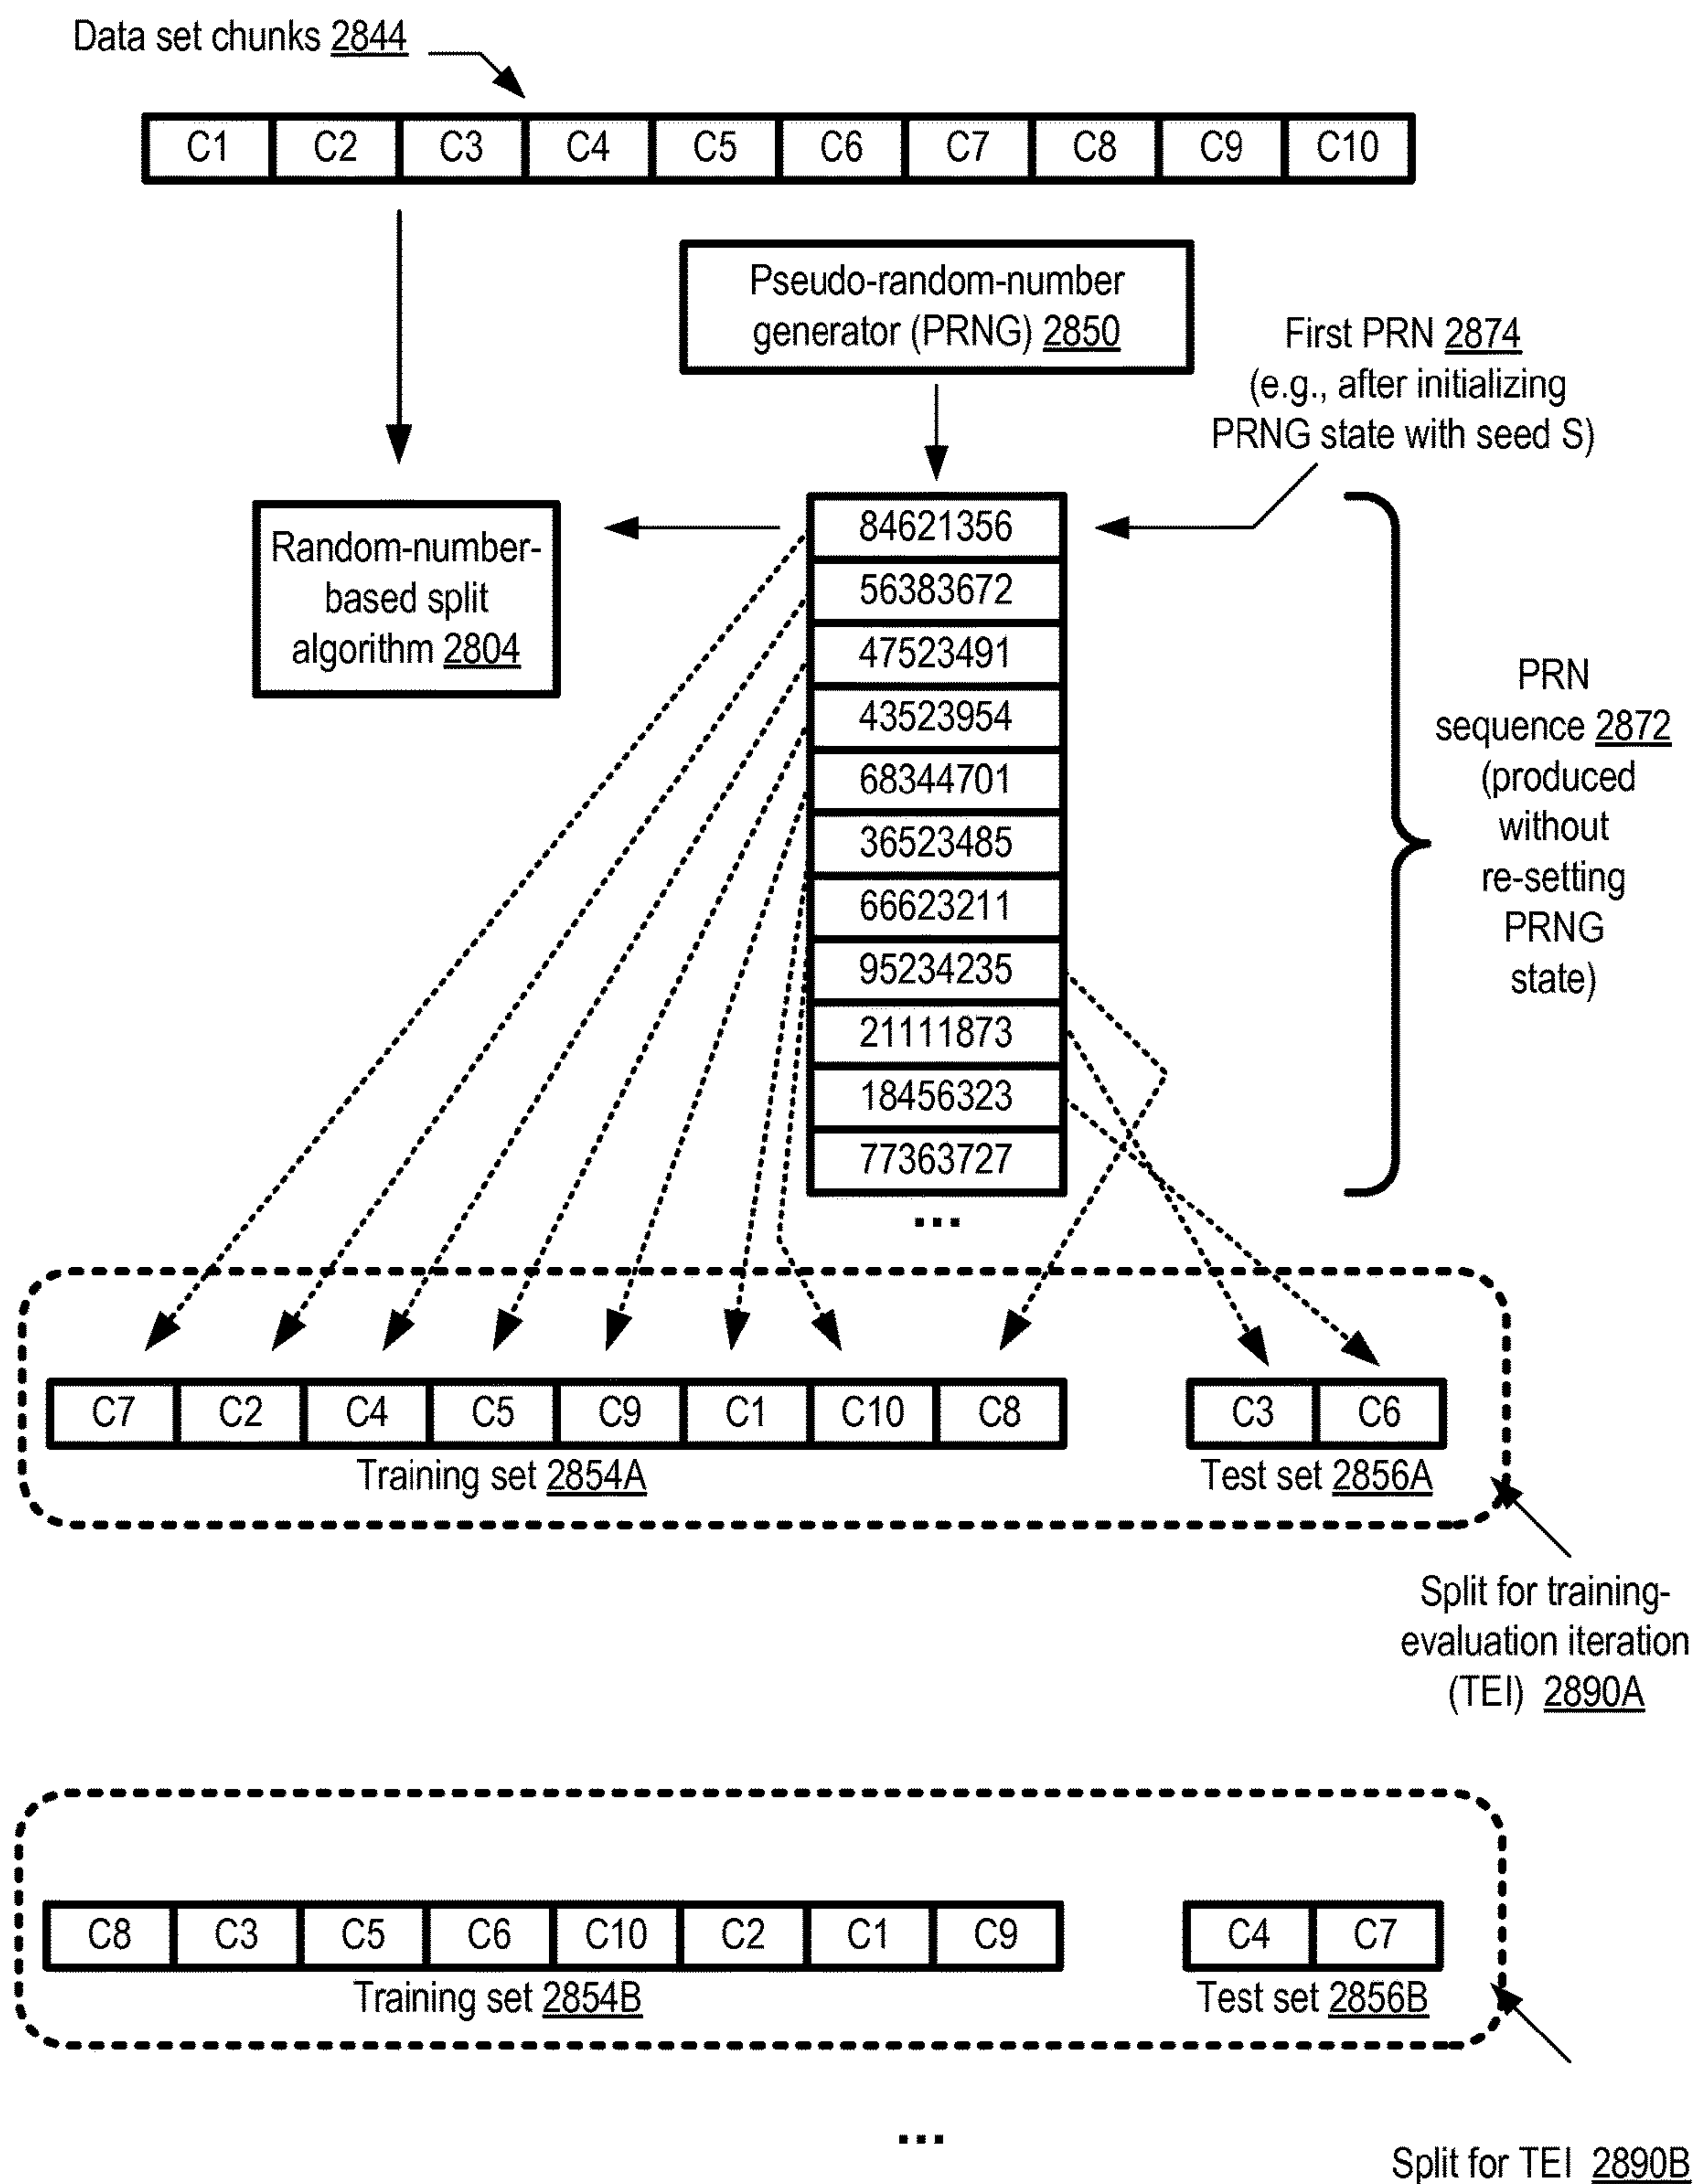 Data set chunks 2844
C1 C2 C3 C4 C5 C6 C7 C8 C9 C10
Pseudo-random-number
generator (PRNG) 2850
First PRN 2874
(e.g., after initializing
PRNG state with seed S)
Random-number-
based split
algorithm 2804
84621356
56383672
47523491
43523954
68344701
36523485
66623211
95234235
21111873
18456323
77363727
...
PRN
sequence 2872
(produced
without
re-setting
PRNG
state)
C7 C2 C4 C5 C9 C1 C10 C8
Training set 2854A
C3 C6
Test set 2856A
Split for training-
evaluation iteration
(TEI) 2890A
C8 C3 C5 C6 C10 C2 C1 C9
Training set 2854B
C4 C7
Test set 2856B
...
Split for TEI 2890B